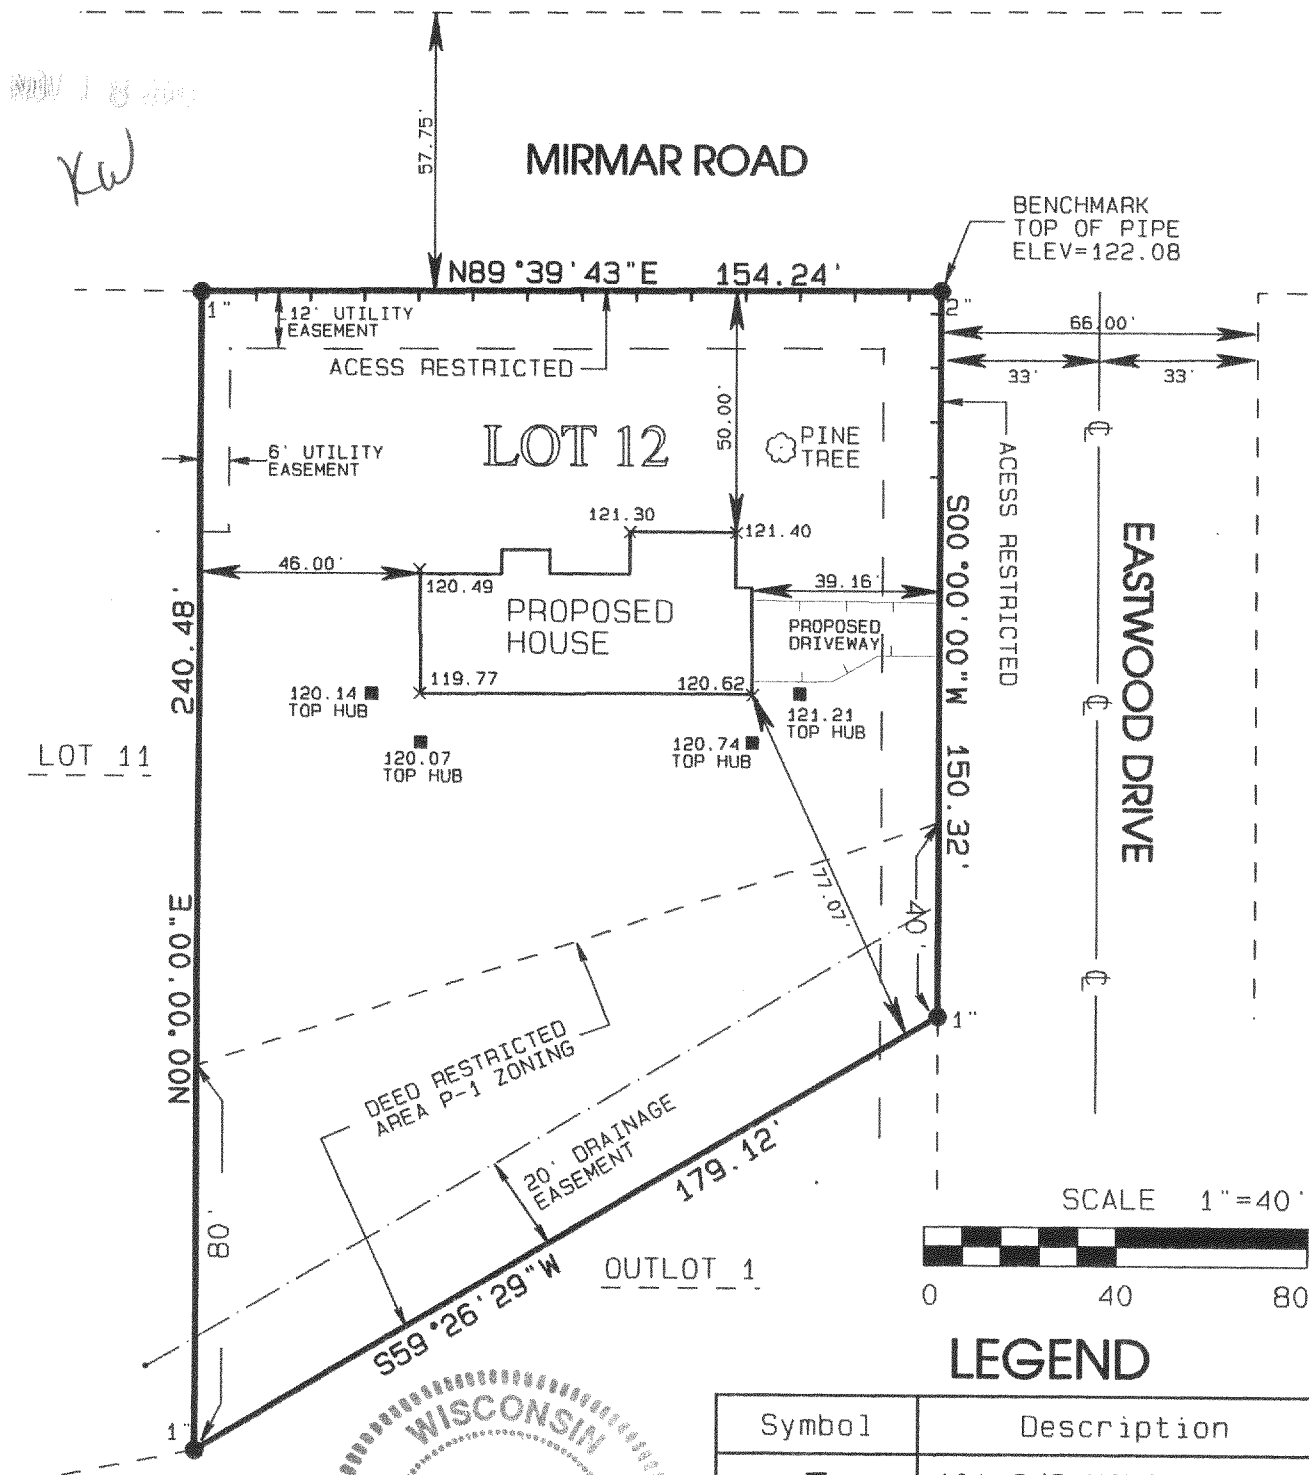 NOV 18
KW
57.75'
MIRMAR ROAD
BENCHMARK
TOP OF PIPE
ELEV=122.08
N89°39'43"E 154.24'
1"
2"
12' UTILITY
EASEMENT
66.00'
33'
33'
ACESS RESTRICTED
50.00'
LOT 12
PINE
TREE
6' UTILITY
EASEMENT
ACESS RESTRICTED
121.30
121.40
S00°00'00"W 150.32'
EASTWOOD DRIVE
46.00'
120.49
39.16'
PROPOSED
HOUSE
PROPOSED
DRIVEWAY
240.48'
119.77
120.62
120.14
TOP HUB
121.21
TOP HUB
120.07
TOP HUB
120.74
TOP HUB
LOT 11
77.07'
40'
N00°00'00"E
1"
DEED RESTRICTED
AREA P-1 ZONING
20' DRAINAGE
EASEMENT
179.12'
SCALE 1"=40'
80'
OUTLOT 1
0 40 80
S59°26'29"W
LEGEND
WISCONSIN
1"
Symbol Description